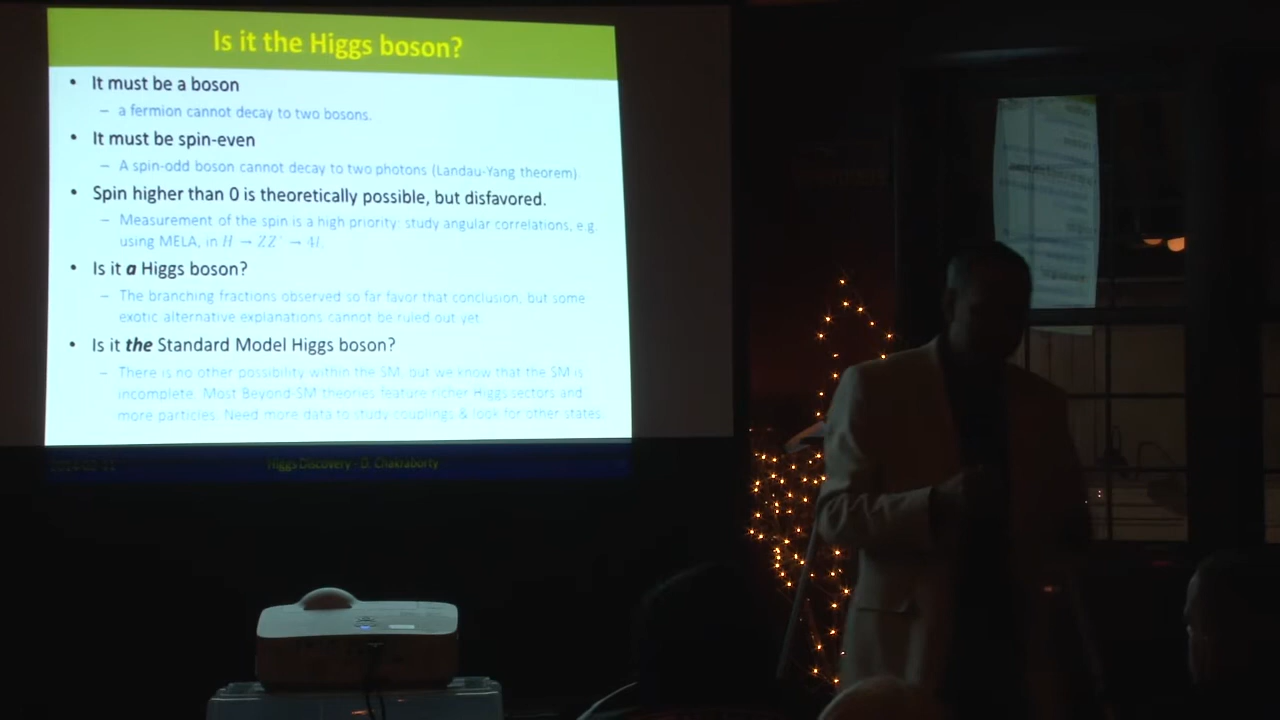 Is it the Higgs boson?
• It must be a boson
– a fermion cannot decay to two bosons.
• It must be spin-even
– A spin-odd boson cannot decay to two photons (Landau-Yang theorem).
• Spin higher than 0 is theoretically possible, but disfavored.
– Measurement of the spin is a high priority: study angular correlations, e.g.
using MELA, in H → ZZ* → 4l.
• Is it a Higgs boson?
– The branching fractions observed so far favor that conclusion, but some
exotic alternative explanations cannot be ruled out yet.
• Is it the Standard Model Higgs boson?
– There is no other possibility within the SM, but we know that the SM is
incomplete. Most Beyond-SM theories feature richer Higgs sectors and
more particles. Need more data to study couplings & look for other states.
Higgs Discovery - D. Chakraborty